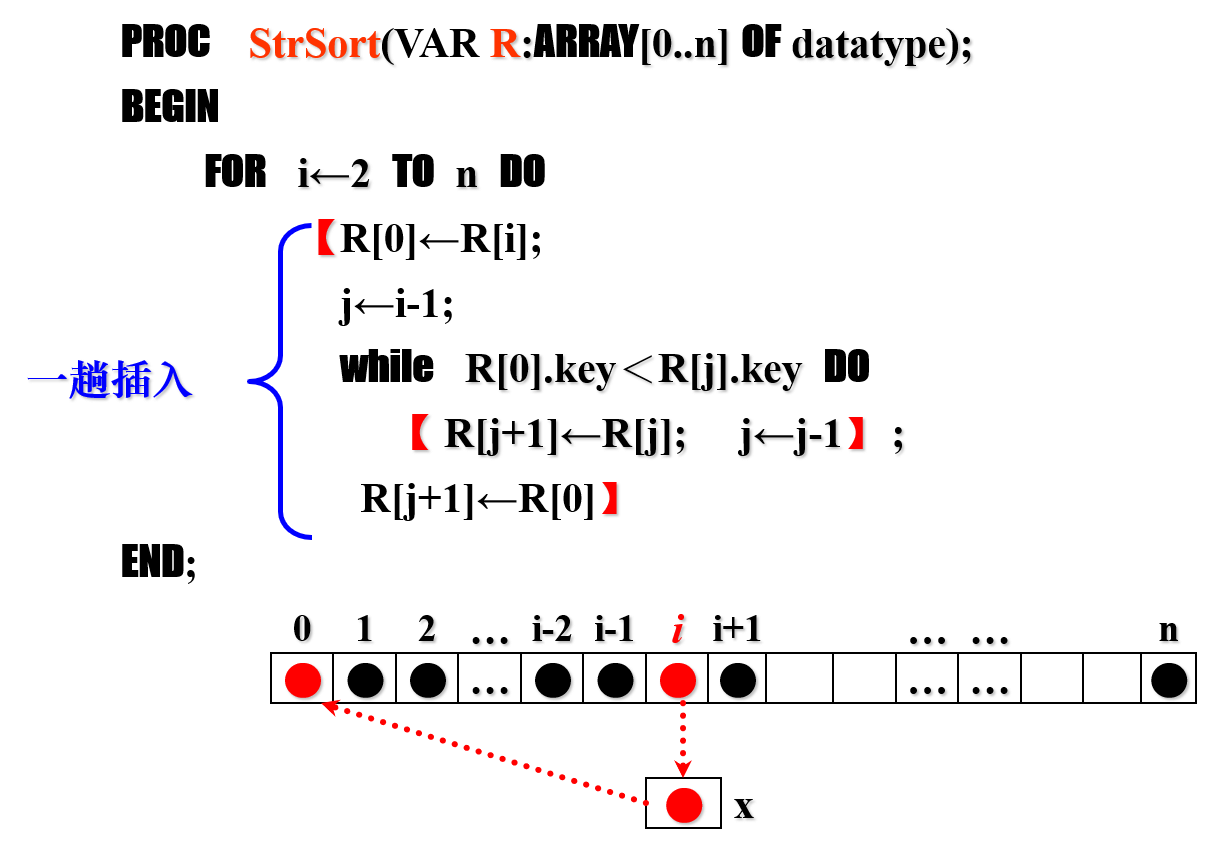 PROC StrSort(VAR R:ARRAY[0..n] OF datatype);
BEGIN
FOR i←2 TO n DO
【R[0]←R[i];
j←i-1;
while R[0].key＜R[j].key DO
一趟插入
【 R[j+1]←R[j]; j←j-1】 ;
R[j+1]←R[0]】
END;
0 1 2 … i-2 i-1 i i+1 … … n
… … …
x